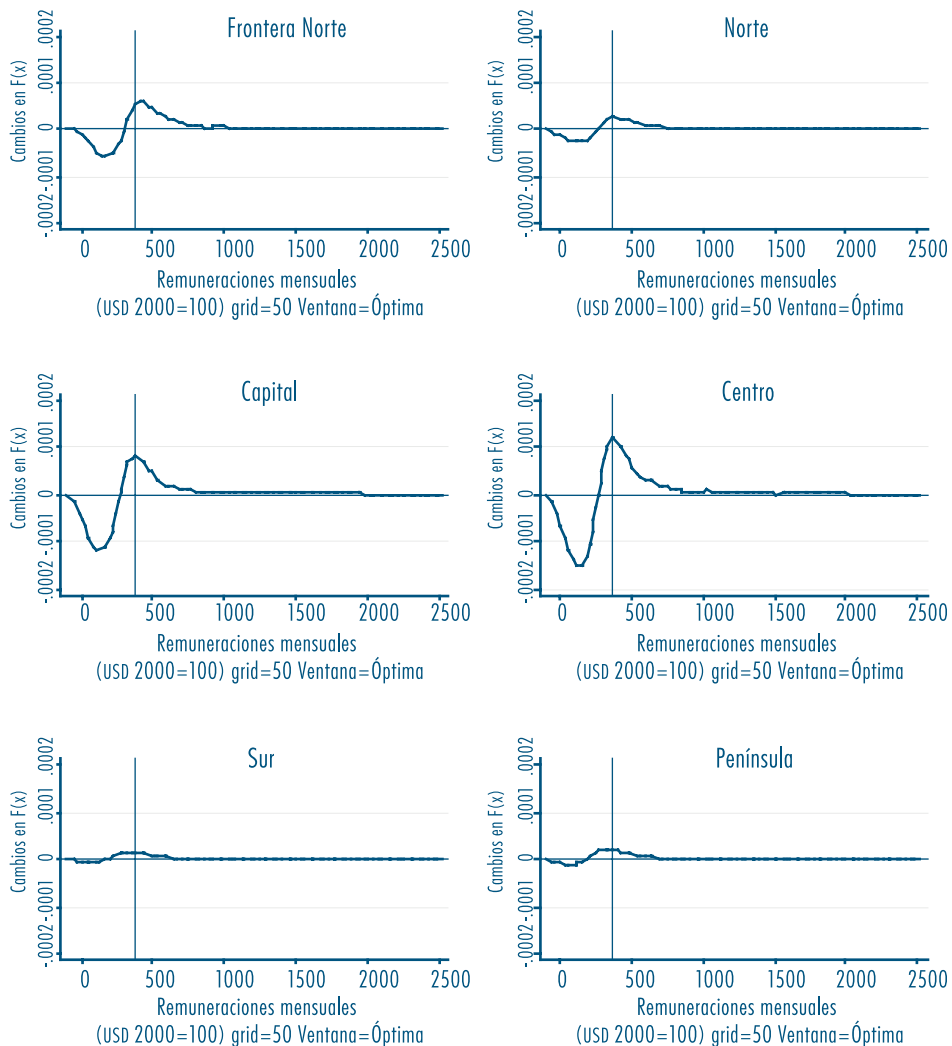 Frontera Norte
Cambios en F(x)
.0002
.0001
0
-.0001
-.0002
0 500 1000 1500 2000 2500
Remuneraciones mensuales
(USD 2000=100) grid=50 Ventana=Óptima
Norte
Cambios en F(x)
.0002
.0001
0
-.0001
-.0002
0 500 1000 1500 2000 2500
Remuneraciones mensuales
(USD 2000=100) grid=50 Ventana=Óptima
Capital
Cambios en F(x)
.0002
.0001
0
-.0001
-.0002
0 500 1000 1500 2000 2500
Remuneraciones mensuales
(USD 2000=100) grid=50 Ventana=Óptima
Centro
Cambios en F(x)
.0002
.0001
0
-.0001
-.0002
0 500 1000 1500 2000 2500
Remuneraciones mensuales
(USD 2000=100) grid=50 Ventana=Óptima
Sur
Cambios en F(x)
.0002
.0001
0
-.0001
-.0002
0 500 1000 1500 2000 2500
Remuneraciones mensuales
(USD 2000=100) grid=50 Ventana=Óptima
Península
Cambios en F(x)
.0002
.0001
0
-.0001
-.0002
0 500 1000 1500 2000 2500
Remuneraciones mensuales
(USD 2000=100) grid=50 Ventana=Óptima